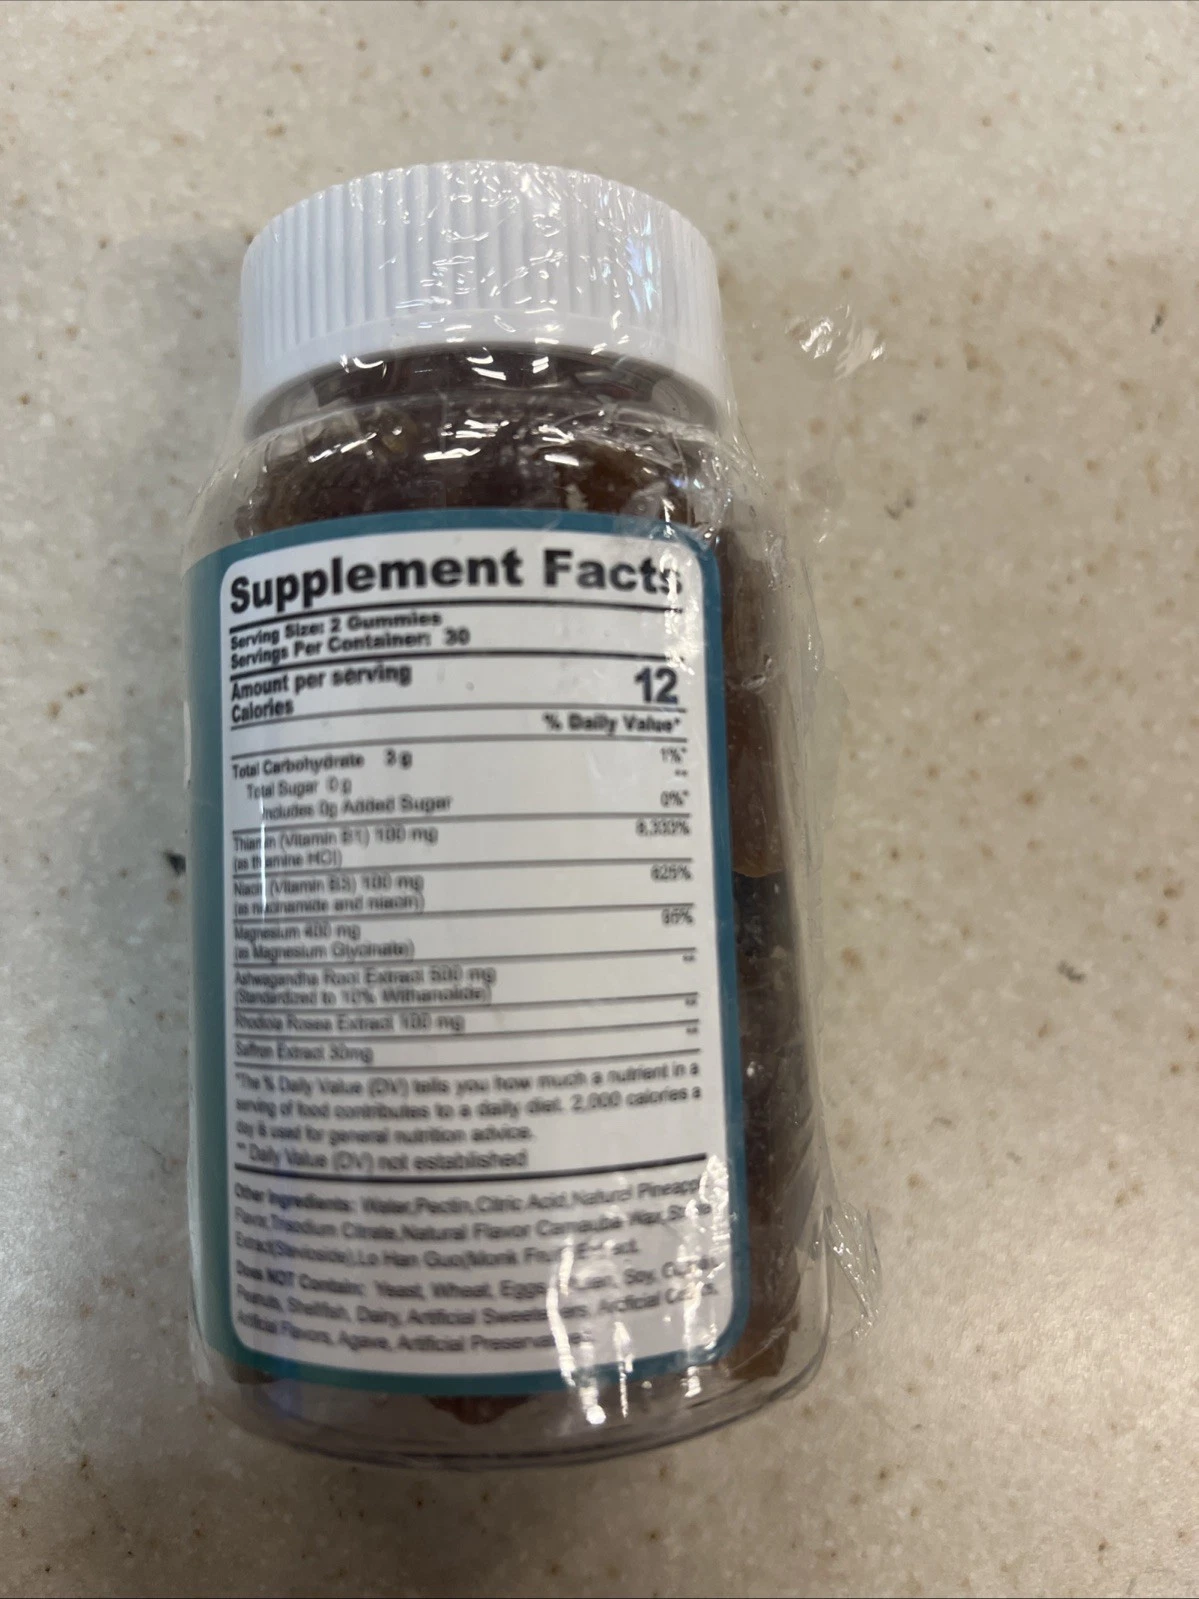 Supplement Facts
Serving Size: 2 Gummies
Servings Per Container: 30
Amount per serving
Calories 12
% Daily Value*
Total Carbohydrate 3 g 1%*
Total Sugar 0 g **
Includes 0g Added Sugar 0%*
Thiamin (Vitamin B1) 100 mg 8,333%
(as thiamine HCl)
Niacin (Vitamin B3) 100 mg 625%
(as niacinamide and niacin)
Magnesium 400 mg 95%
(as Magnesium Glycinate)
Ashwagandha Root Extract 500 mg **
(Standardized to 10% Withanolide)
Rhodiola Rosea Extract 100 mg **
Saffron Extract 30mg **
*The % Daily Value (DV) tells you how much a nutrient in a
serving of food contributes to a daily diet. 2,000 calories a
day is used for general nutrition advice.
** Daily Value (DV) not established
Other Ingredients: Water,Pectin,Citric Acid,Natural Pineapp
Flavor,Trisodium Citrate,Natural Flavor Carnauba Wax,
Extract(Stevioside),Lo Han Guo(Monk Fruit) Extract.
Does NOT Contain: Yeast, Wheat, Eggs, Soy,
Peanuts, Shellfish, Dairy, Artificial Sweeteners, Artificial
Artificial Flavors, Agave, Artificial Preservatives